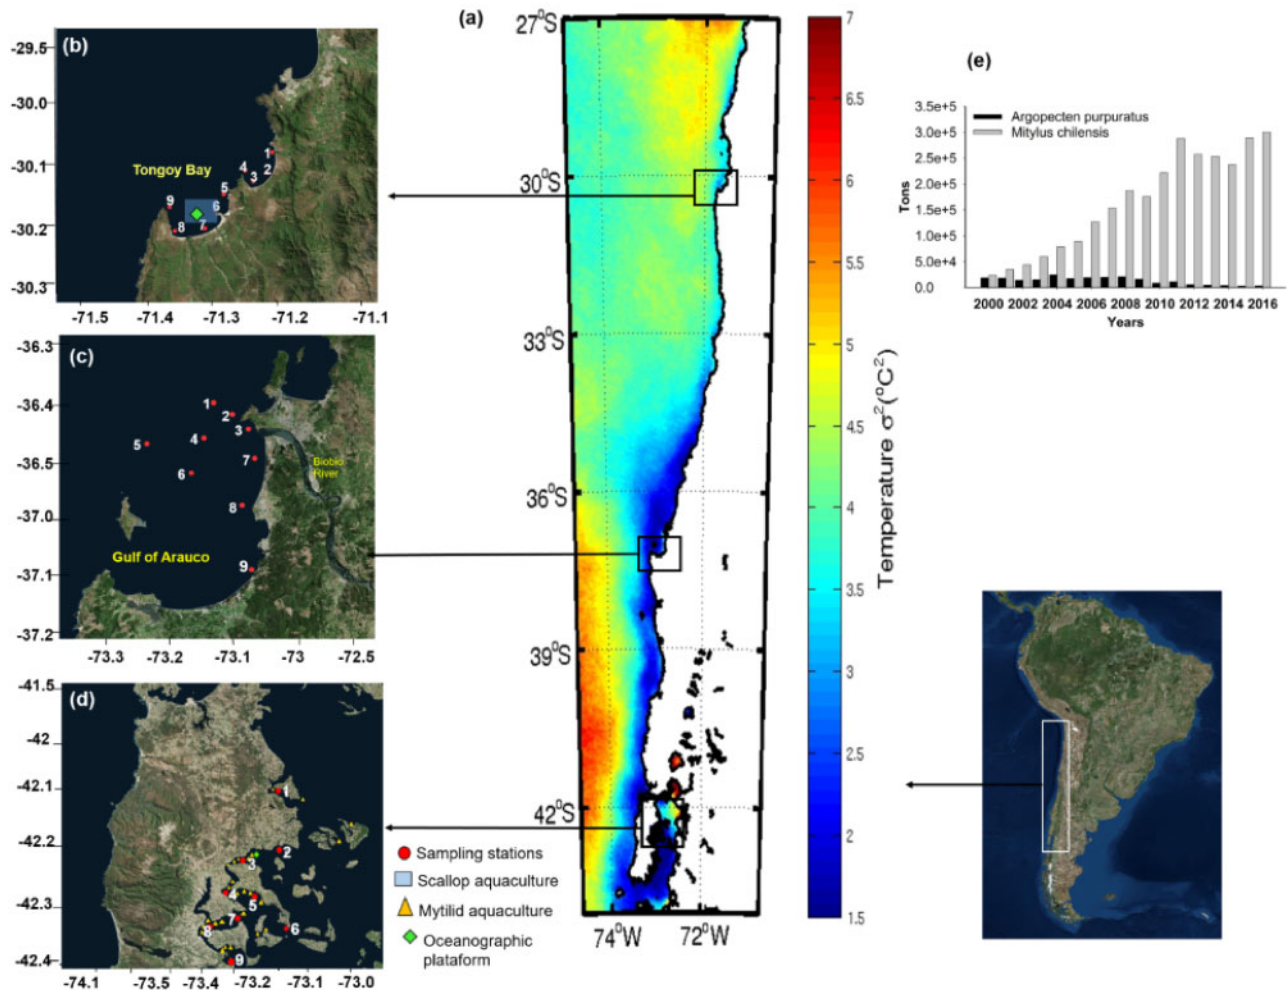 (b)
-29.5
-30.0
-30.1
-30.2
-30.3
Tongoy Bay
1
2
3
4
5
6
7
8
9
-71.5 -71.4 -71.3 -71.2 -71.1
(c)
-36.3
-36.4
-36.5
-37.0
-37.1
-37.2
1
2
3
4
5
6
7
8
9
Biobio
River
Gulf of Arauco
-73.3 -73.2 -73.1 -73 -72.5
(d)
-41.5
-42
-42.1
-42.2
-42.3
-42.4
1
2
3
4
5
6
7
8
9
-74.1 -73.5 -73.4 -73.2 -73.1 -73.0
Sampling stations
Scallop aquaculture
Mytilid aquaculture
Oceanographic
plataform
(a)
27°S
30°S
33°S
36°S
39°S
42°S
74°W 72°W
7
6.5
6
5.5
5
4.5
4
3.5
3
2.5
2
1.5
Temperature σ²(°C²)
(e)
3.5e+5
3.0e+5
2.5e+5
2.0e+5
1.5e+5
1.0e+5
5.0e+4
0.0
Tons
Argopecten purpuratus
Mitylus chilensis
2000 2002 2004 2006 2008 2010 2012 2014 2016
Years